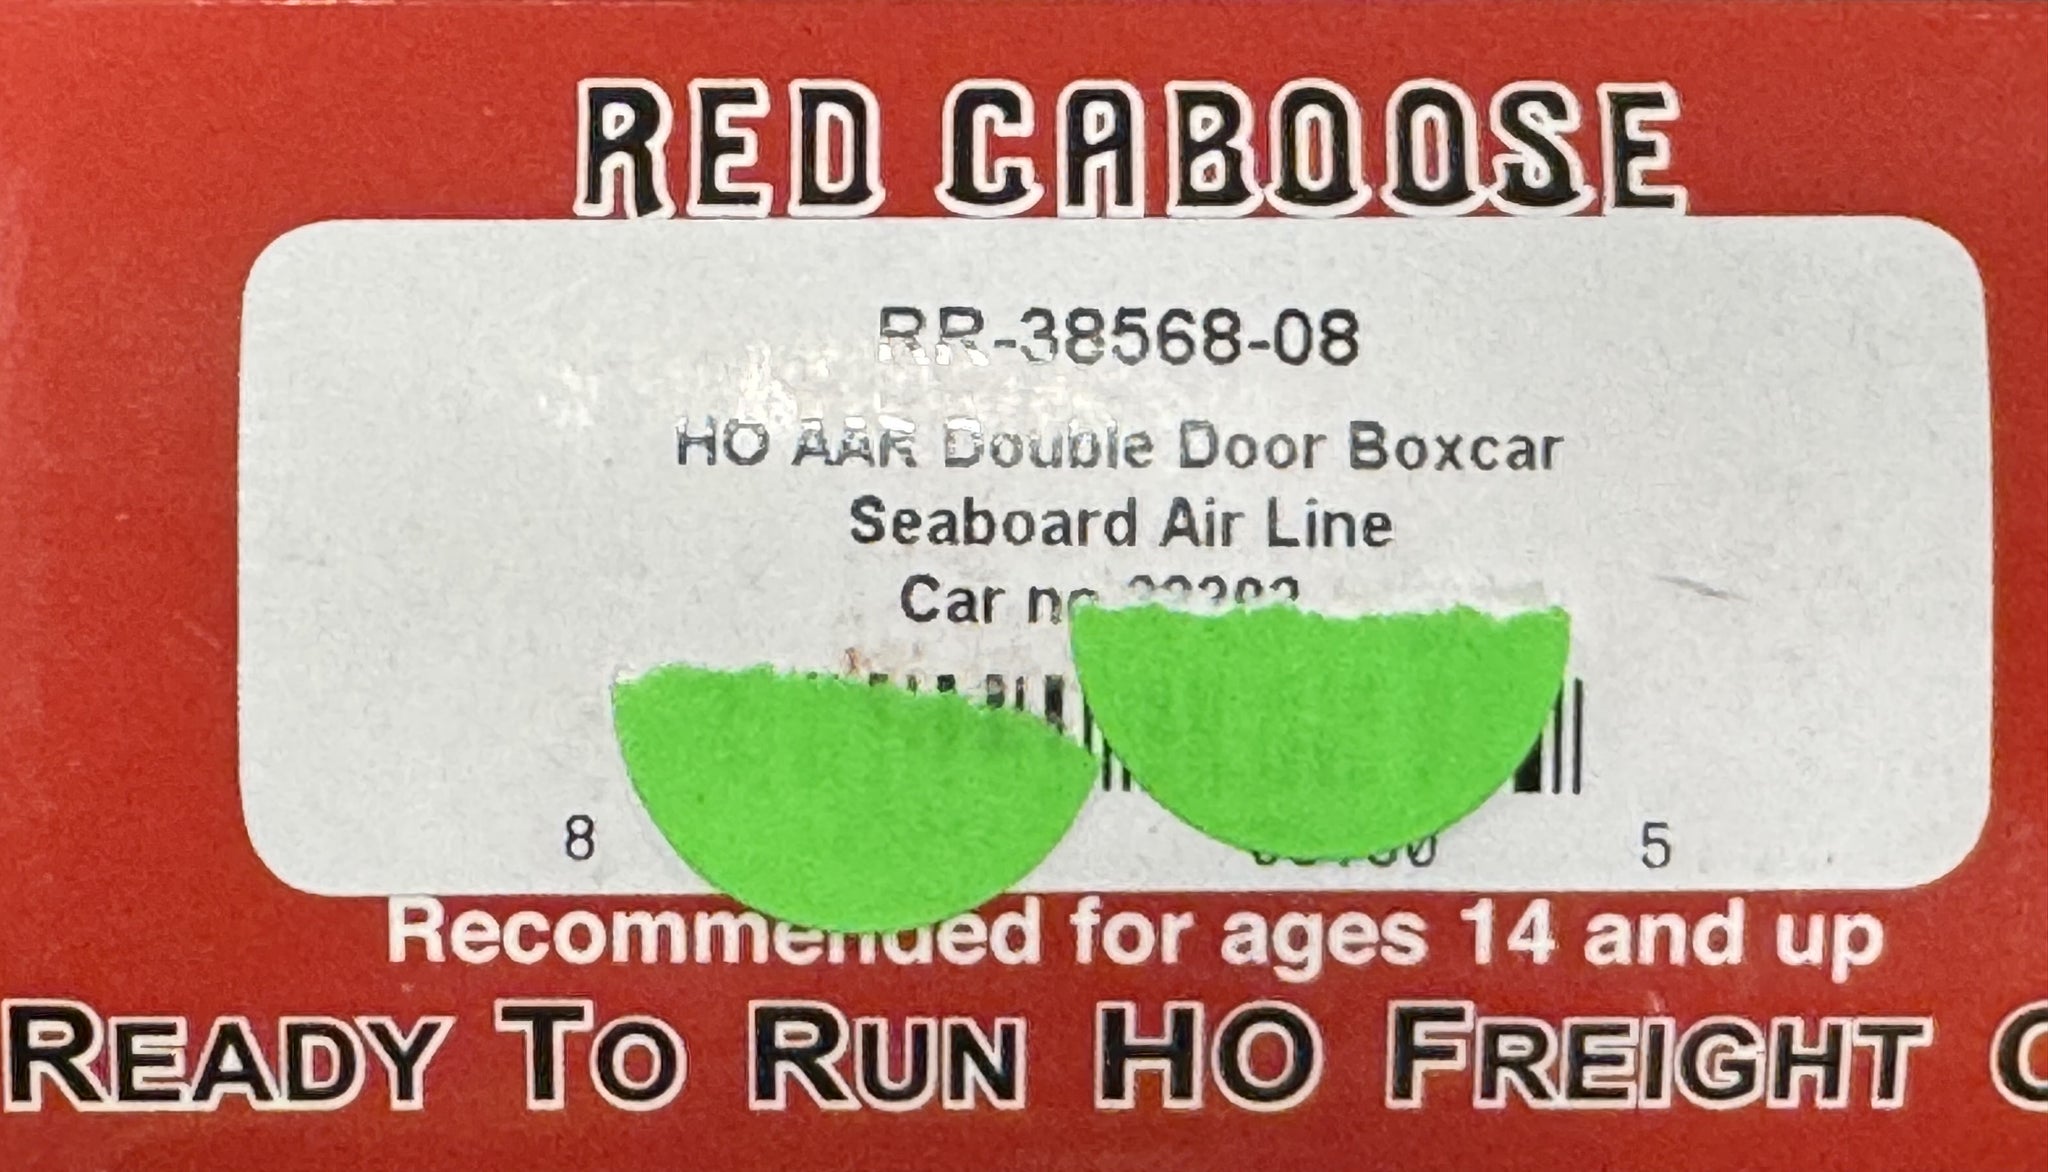 RED CABOOSE
RR-38568-08
HO AAR Double Door Boxcar
Seaboard Air Line
Car no
8 5
Recommended for ages 14 and up
READY TO RUN HO FREIGHT